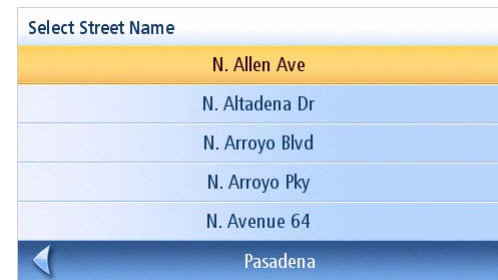 Select Street Name
N. Allen Ave
N. Altadena Dr
N. Arroyo Blvd
N. Arroyo Pky
N. Avenue 64
Pasadena